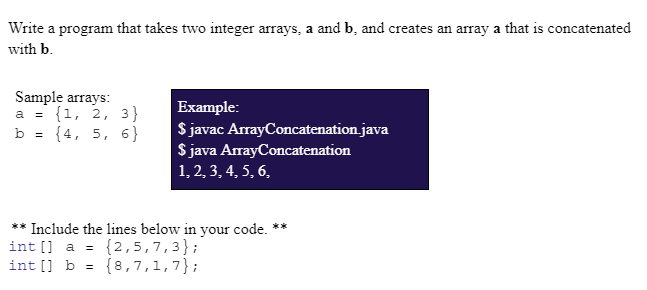 Write a program that takes two integer arrays, a and b, and creates an array a that is concatenated
with b.
Sample arrays:
a = {1, 2, 3}
b = {4, 5, 6}
Example:
$ javac ArrayConcatenation.java
$ java ArrayConcatenation
1, 2, 3, 4, 5, 6,
** Include the lines below in your code. **
int[] a = {2,5,7,3};
int[] b = {8,7,1,7};